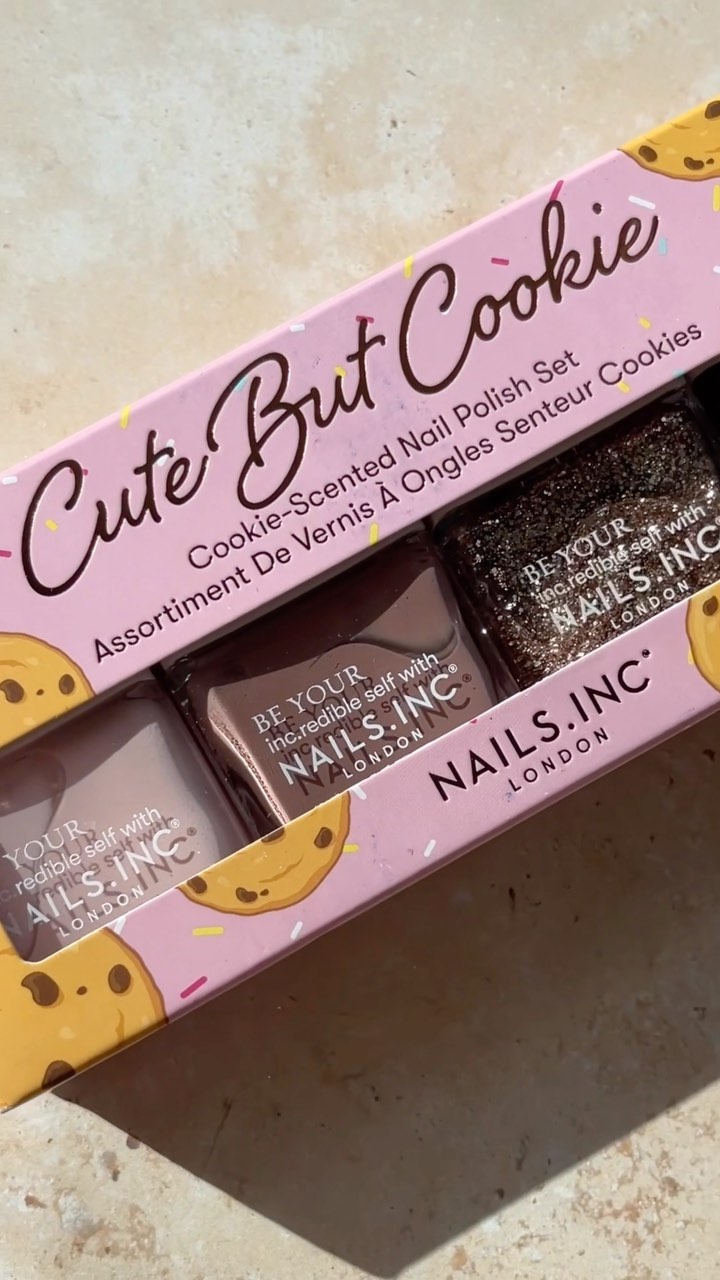 Cute But Cookie
Cookie-Scented Nail Polish Set
Assortiment De Vernis À Ongles Senteur Cookies
BE YOUR
inc.redible self with
NAILS.INC®
LONDON
BE YOUR
inc.redible self with
NAILS.INC
LONDON
YOUR
c.redible self with
NAILS.INC®
LONDON
NAILS.INC®
LONDON